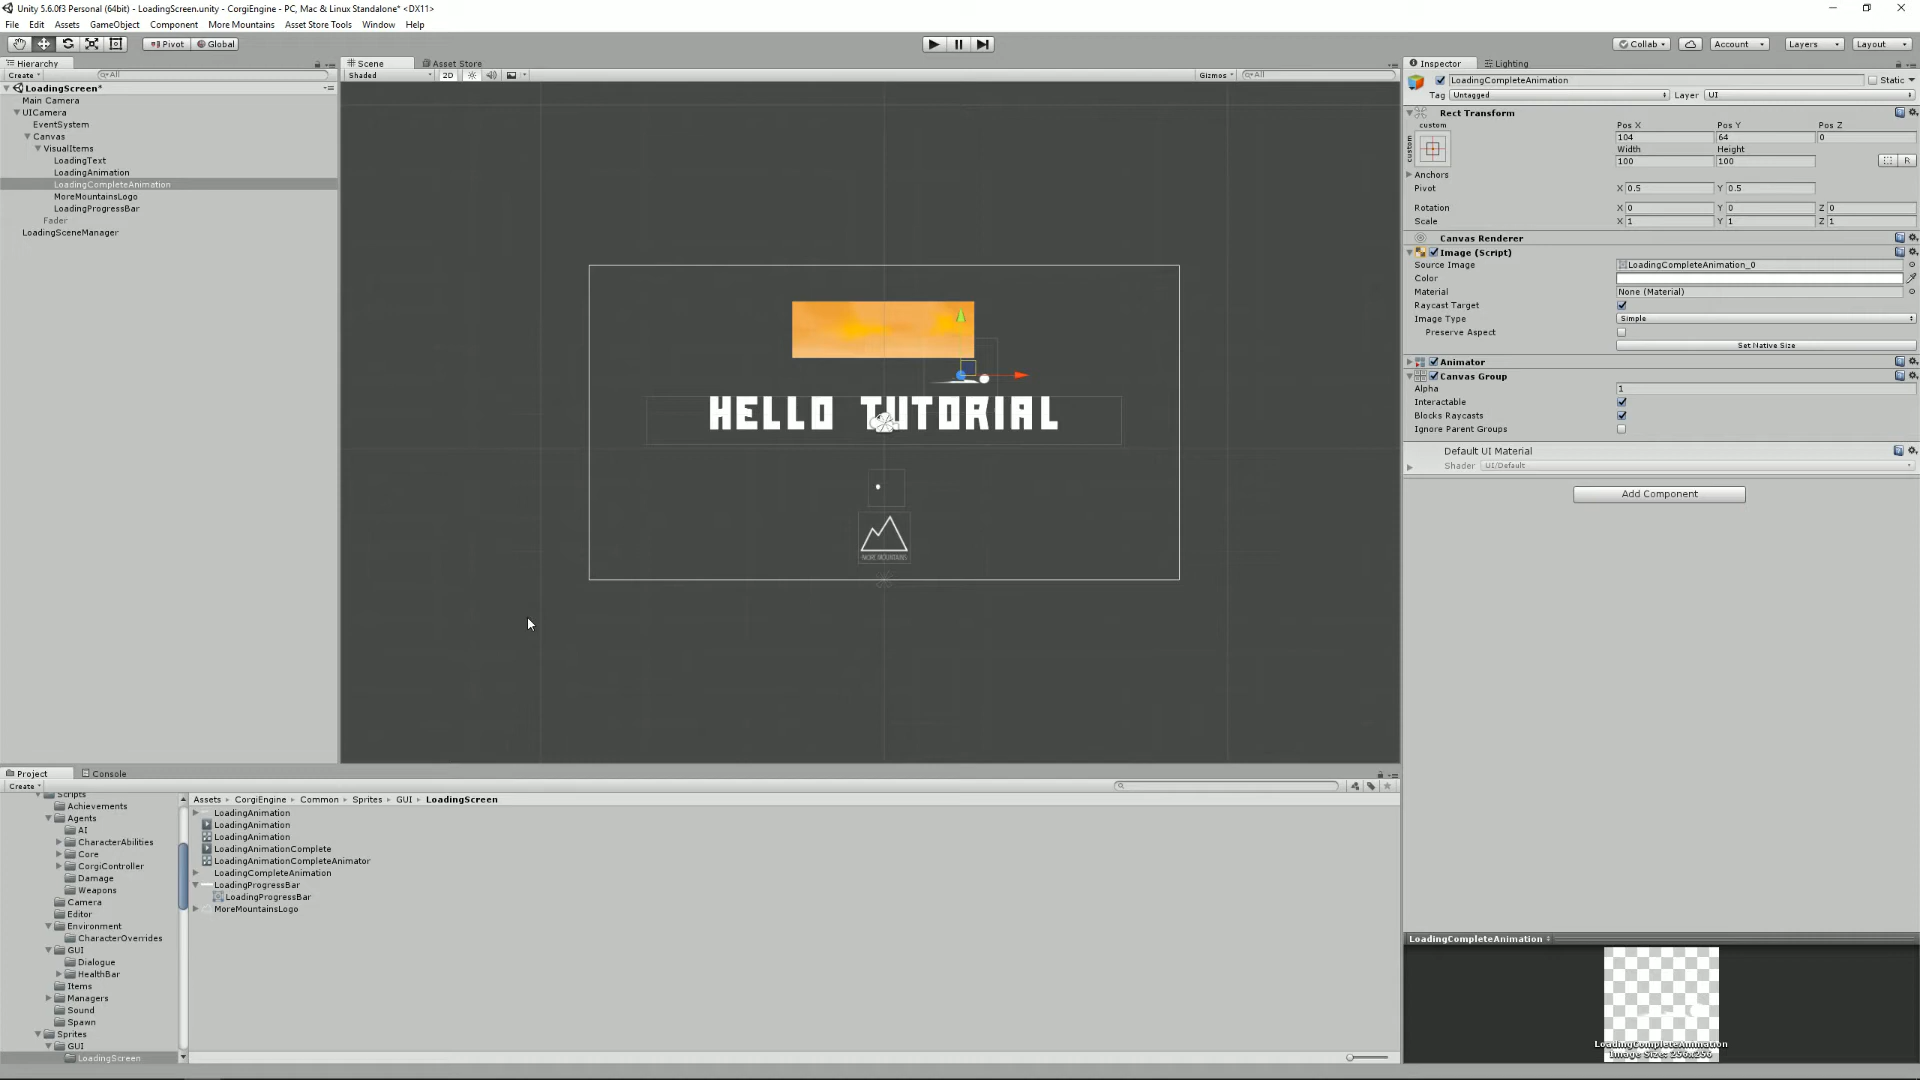 Unity 5.6.0f3 Personal (64bit) - LoadingScreen.unity - CorgiEngine - PC, Mac & Linux Standalone* <DX11>
File Edit Assets GameObject Component More Mountains Asset Store Tools Window Help
Pivot Global Collab Account Layers Layout
Hierarchy
Create All
LoadingScreen*
Main Camera
UICamera
EventSystem
Canvas
VisualItems
LoadingText
LoadingAnimation
LoadingCompleteAnimation
MoreMountainsLogo
LoadingProgressBar
Fader
LoadingSceneManager
Scene Asset Store
Shaded 2D Gizmos All
HELLO TUTORIAL
MORE MOUNTAINS
Inspector Lighting
LoadingCompleteAnimation Static
Tag Untagged Layer UI
Rect Transform
custom Pos X Pos Y Pos Z
custom 104 64 0
Width Height
100 100 R
Anchors
Pivot X 0.5 Y 0.5
Rotation X 0 Y 0 Z 0
Scale X 1 Y 1 Z 1
Canvas Renderer
Image (Script)
Source Image LoadingCompleteAnimation_0
Color
Material None (Material)
Raycast Target
Image Type Simple
Preserve Aspect
Set Native Size
Animator
Canvas Group
Alpha 1
Interactable
Blocks Raycasts
Ignore Parent Groups
Default UI Material
Shader UI/Default
Add Component
LoadingCompleteAnimation
LoadingCompleteAnimation
Image Size: 256x256
Project Console
Create
Scripts
Achievements
Agents
AI
CharacterAbilities
Core
CorgiController
Damage
Weapons
Camera
Editor
Environment
CharacterOverrides
GUI
Dialogue
HealthBar
Items
Managers
Sound
Spawn
Sprites
GUI
LoadingScreen
Assets CorgiEngine Common Sprites GUI LoadingScreen
LoadingAnimation
LoadingAnimation
LoadingAnimation
LoadingAnimationComplete
LoadingAnimationCompleteAnimator
LoadingCompleteAnimation
LoadingProgressBar
LoadingProgressBar
MoreMountainsLogo